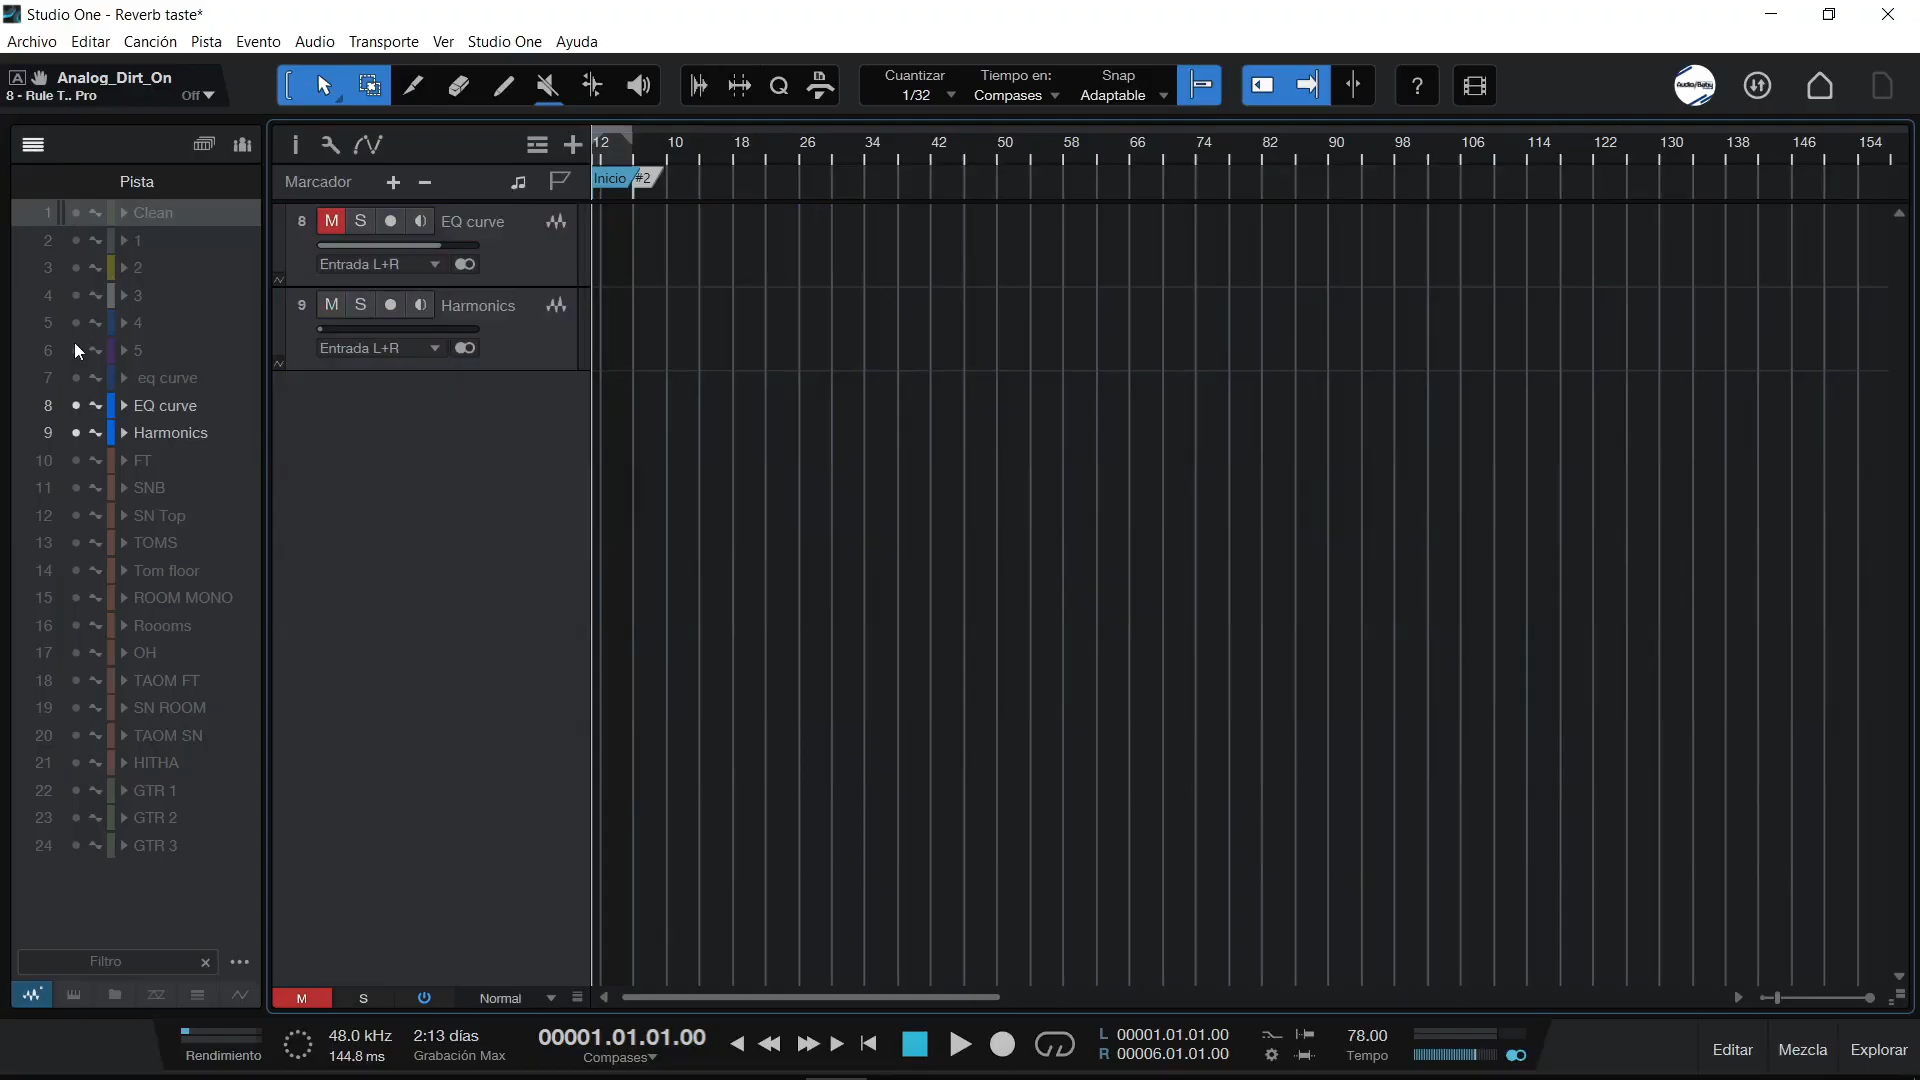 Studio One - Reverb taste*
Archivo Editar Canción Pista Evento Audio Transporte Ver Studio One Ayuda
A Analog_Dirt_On
8 - Rule T.. Pro Off
Cuantizar Tiempo en: Snap
1/32 Compases Adaptable
Q
?
Audio/Baby
i
12 10 18 26 34 42 50 58 66 74 82 90 98 106 114 122 130 138 146 154
Pista
Marcador + -
Inicio #2
8 M S EQ curve
Entrada L+R
9 M S Harmonics
Entrada L+R
1 Clean
2 1
3 2
4 3
5 4
6 5
7 eq curve
8 EQ curve
9 Harmonics
10 FT
11 SNB
12 SN Top
13 TOMS
14 Tom floor
15 ROOM MONO
16 Roooms
17 OH
18 TAOM FT
19 SN ROOM
20 TAOM SN
21 HITHA
22 GTR 1
23 GTR 2
24 GTR 3
Filtro x
M S Normal
Rendimiento
48.0 kHz
144.8 ms
2:13 días
Grabación Max
00001.01.01.00
Compases
L 00001.01.01.00
R 00006.01.01.00
78.00
Tempo
Editar Mezcla Explorar